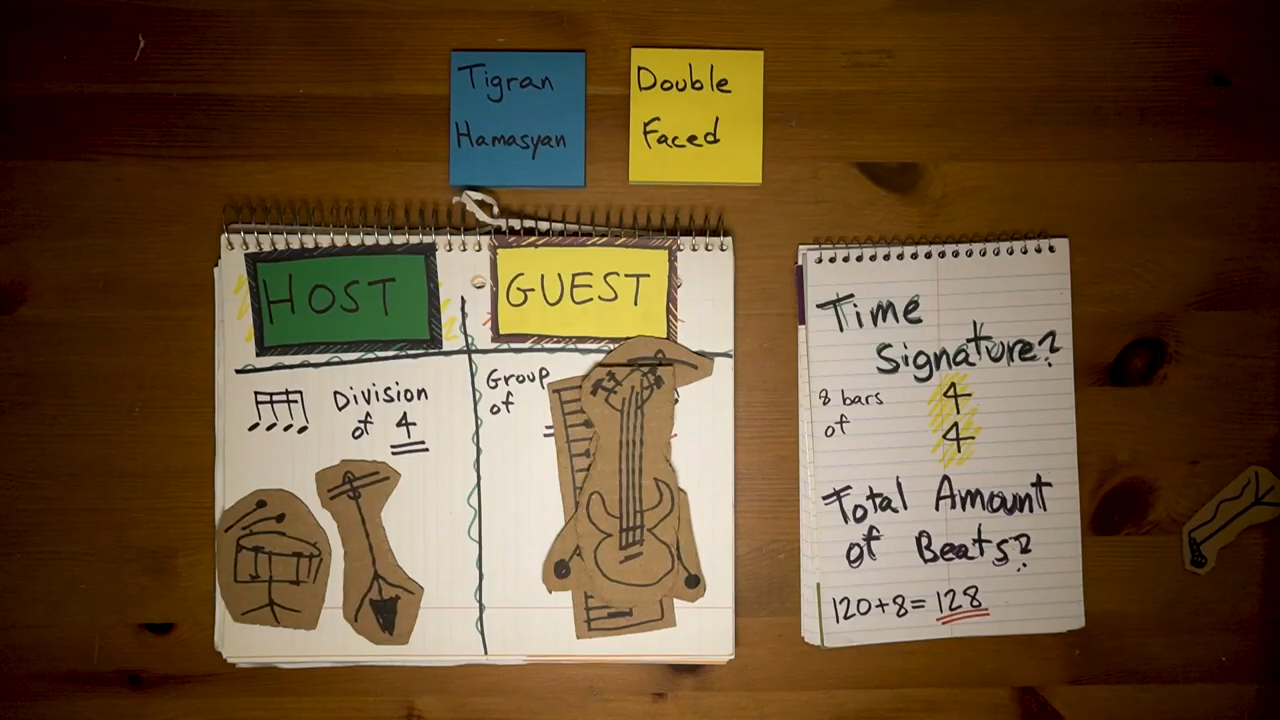 Tigran
Hamasyan
Double
Faced
HOST
GUEST
Division
of 4
Group
of
Time
Signature?
8 bars
of
4
4
Total Amount
of Beats?
120+8=128